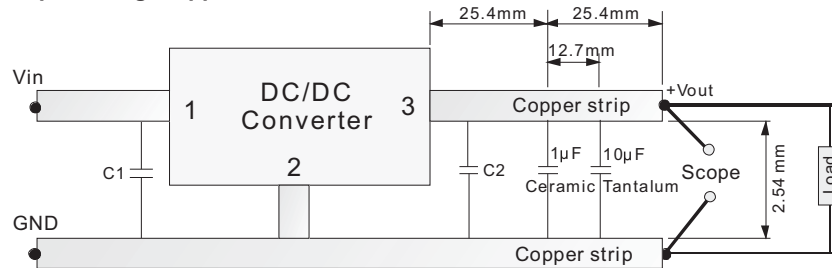 25.4mm 25.4mm
12.7mm
Vin
+Vout
1 DC/DC 3
Converter
Copper strip
2
C1
C2
1µF 10µF
Ceramic Tantalum
Scope
2.54 mm
Load
GND
Copper strip